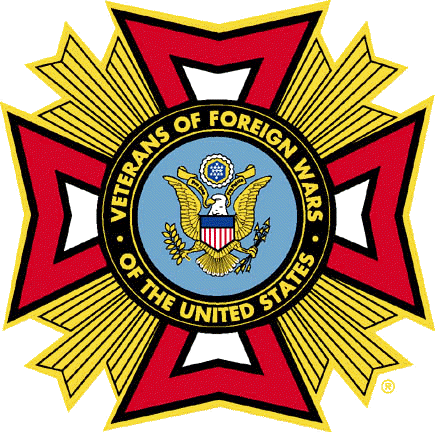 · VETERANS OF FOREIGN WARS ·
OF THE UNITED STATES
®